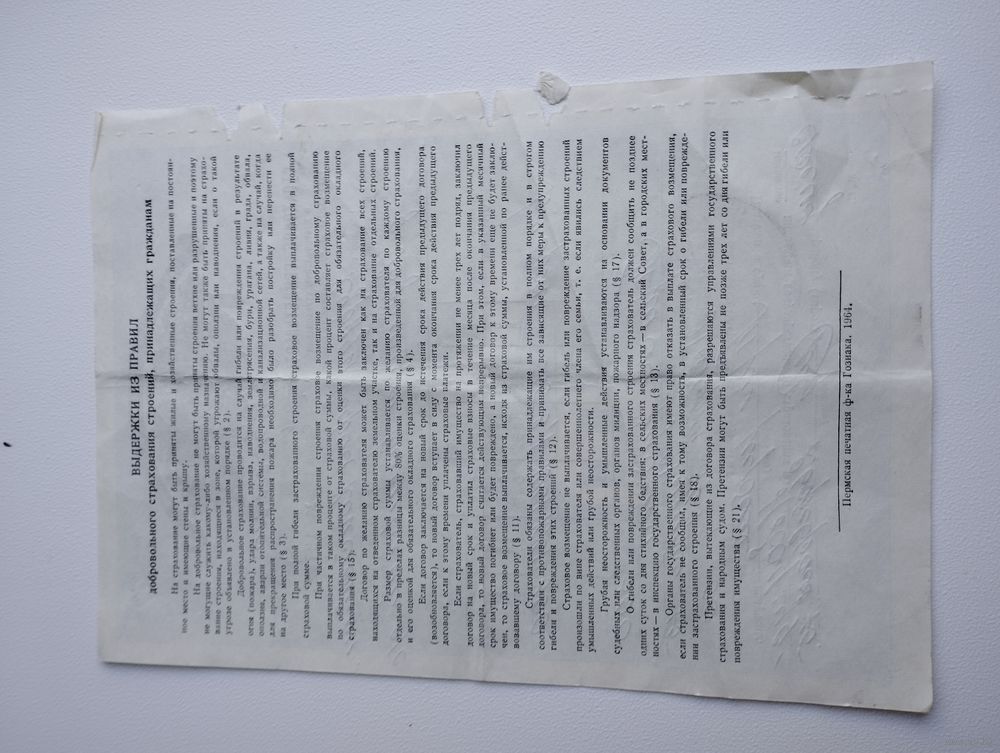 ВЫДЕРЖКИ ИЗ ПРАВИЛ
добровольного страхования строений, принадлежащих гражданам
На страхование могут быть приняты жилые и хозяйственные строения, поставленные на постоян-
ное место и имеющие стены и крышу.
На добровольное страхование не могут быть приняты строения ветхие или разрушенные и поэтому
не могущие служить какому-либо хозяйственному назначению. Не могут также быть приняты на страхо-
вание строения, находящиеся в зоне, которой угрожают обвалы, оползни или наводнения, если о такой
угрозе объявлено в установленном порядке (§ 2).
Добровольное страхование проводится на случай гибели или повреждения строений в результате
огня (пожара), удара молнии, взрыва, наводнения, землетрясения, бури, урагана, ливня, града, обвала,
оползня, аварии отопительной системы, водопроводной и канализационной сетей, а также на случай, когда
для прекращения распространения пожара необходимо было разобрать постройку или перенести ее
на другое место (§ 3).
При полной гибели застрахованного строения страховое возмещение выплачивается в полной
страховой сумме.
При частичном повреждении строения страховое возмещение по добровольному страхованию
выплачивается в таком проценте от страховой суммы, какой процент составляет страховое возмещение
по обязательному окладному страхованию от оценки этого строения для обязательного окладного
страхования (§ 15).
Договор по желанию страхователя может быть заключен как на страхование всех строений,
находящихся на отведенном страхователю земельном участке, так и на страхование отдельных строений.
Размер страховой суммы устанавливается по желанию страхователя по каждому строению
отдельно в пределах разницы между 80% оценки строения, произведенной для добровольного страхования,
и его оценкой для обязательного окладного страхования (§ 4).
Если договор заключается на новый срок до истечения срока действия предыдущего договора
(возобновляется), то новый договор вступает в силу с момента окончания срока действия предыдущего
договора, если к этому времени уплачены страховые платежи.
Если страхователь, страховавший имущество на протяжении не менее трех лет подряд, заключил
договор на новый срок и уплатил страховые взносы в течение месяца после окончания предыдущего
договора, то новый договор считается действующим непрерывно. При этом, если в указанный месячный
срок имущество погибнет или будет повреждено, а новый договор к этому времени еще не будет заклю-
чен, то страховое возмещение выплачивается, исходя из страховой суммы, установленной по ранее дейст-
вовавшему договору (§ 11).
Страхователи обязаны содержать принадлежащие им строения в полном порядке и в строгом
соответствии с противопожарными правилами и принимать все зависящие от них меры к предупреждению
гибели и повреждения этих строений (§ 12).
Страховое возмещение не выплачивается, если гибель или повреждение застрахованных строений
произошли по вине страхователя или совершеннолетнего члена его семьи, т. е. если явились следствием
умышленных действий или грубой неосторожности.
Грубая неосторожность и умышленные действия устанавливаются на основании документов
судебных или следственных органов, органов милиции, пожарного надзора (§ 17).
О гибели или повреждении застрахованного строения страхователь должен сообщить не позднее
одних суток со дня стихийного бедствия: в сельских местностях — в сельский Совет, а в городских мест-
ностях — в инспекцию государственного страхования (§ 13).
Органы государственного страхования имеют право отказать в выплате страхового возмещения,
если страхователь не сообщил, имея к тому возможность, в установленный срок о гибели или поврежде-
нии застрахованного строения (§ 18).
Претензии, вытекающие из договора страхования, разрешаются управлениями государственного
страхования и народным судом. Претензии могут быть предъявлены не позже трех лет со дня гибели или
повреждения имущества (§ 21).
Пермская печатная ф-ка Гознака. 1964.